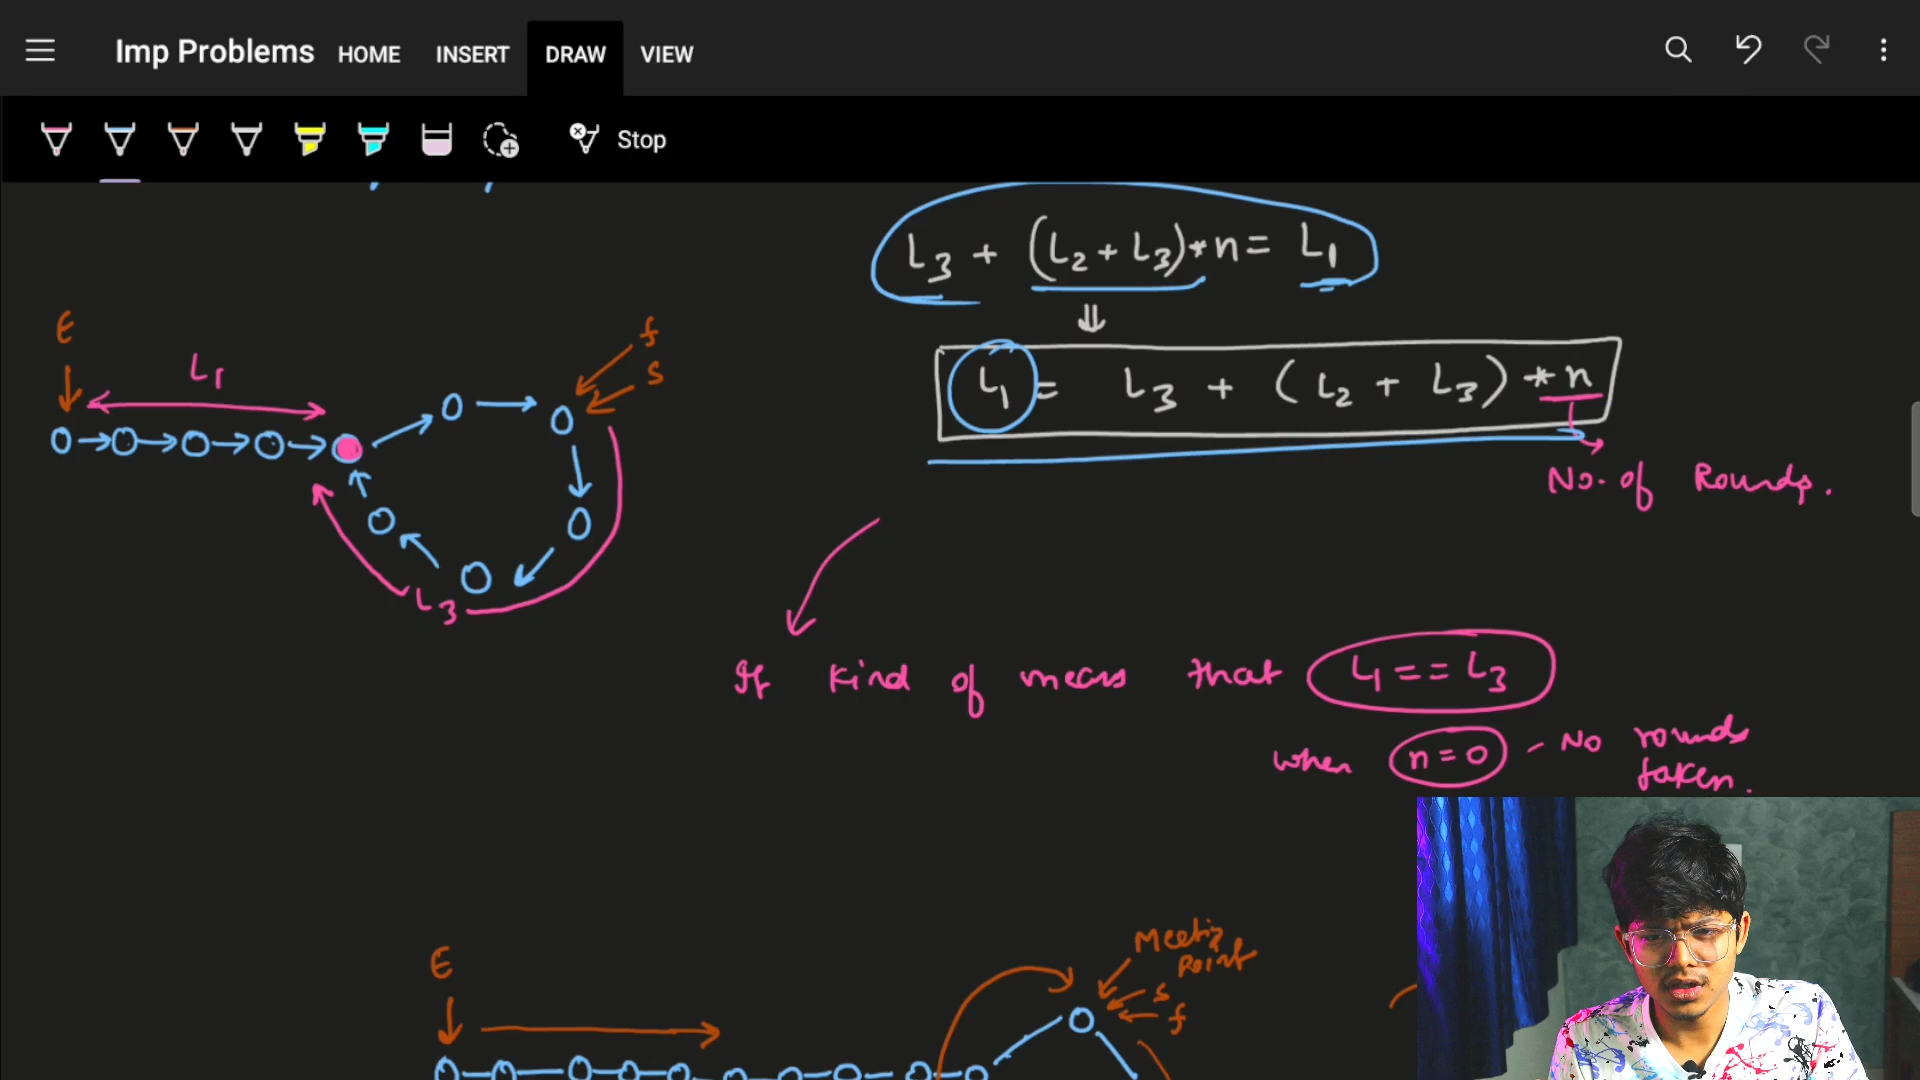 Imp Problems HOME INSERT DRAW VIEW
Stop
L3 + (L2 + L3)*n = L1
⇓
L1 = L3 + (L2 + L3) * n
No. of Rounds.
E
L1
f
s
L3
It kind of means that L1 == L3
when n = 0 - No rounds
taken.
E
Meeting
Point
s
f